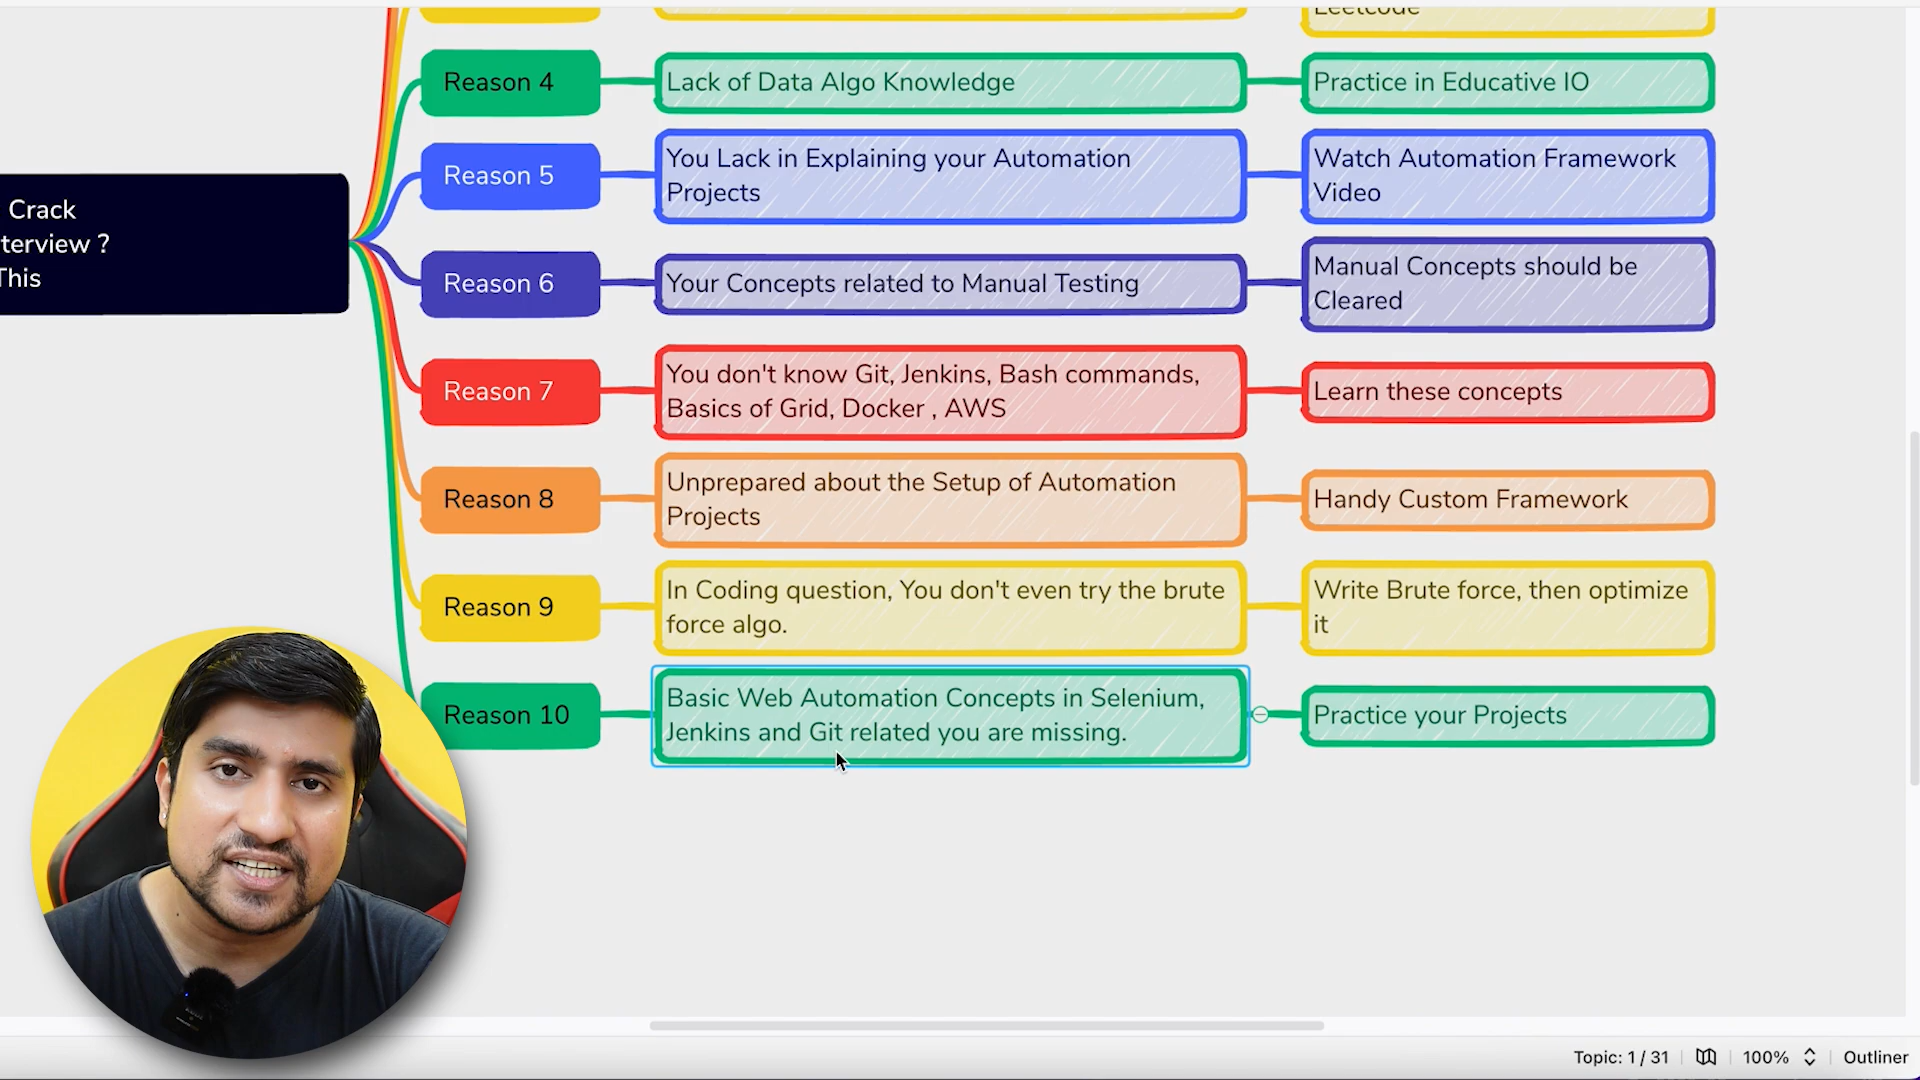 Leetcode
Reason 4
Lack of Data Algo Knowledge
Practice in Educative IO
Reason 5
You Lack in Explaining your Automation
Projects
Watch Automation Framework
Video
Crack
terview ?
This
Reason 6
Your Concepts related to Manual Testing
Manual Concepts should be
Cleared
Reason 7
You don't know Git, Jenkins, Bash commands,
Basics of Grid, Docker , AWS
Learn these concepts
Reason 8
Unprepared about the Setup of Automation
Projects
Handy Custom Framework
Reason 9
In Coding question, You don't even try the brute
force algo.
Write Brute force, then optimize
it
Reason 10
Basic Web Automation Concepts in Selenium,
Jenkins and Git related you are missing.
Practice your Projects
Topic: 1 / 31
100%
Outliner